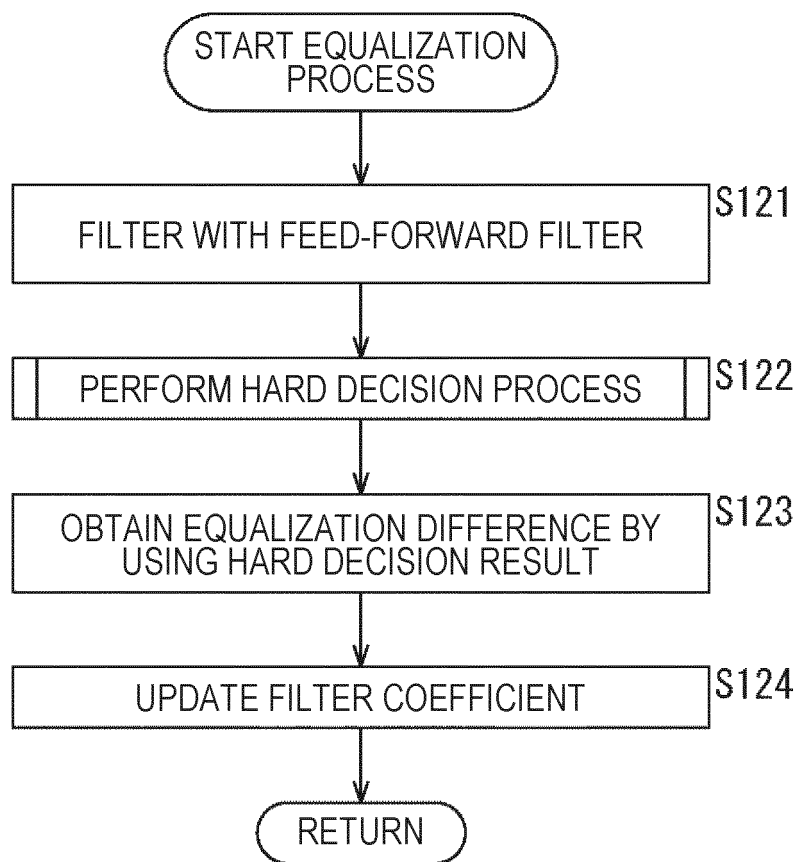 START EQUALIZATION
PROCESS
S121
FILTER WITH FEED-FORWARD FILTER
S122
PERFORM HARD DECISION PROCESS
S123
OBTAIN EQUALIZATION DIFFERENCE BY
USING HARD DECISION RESULT
S124
UPDATE FILTER COEFFICIENT
RETURN